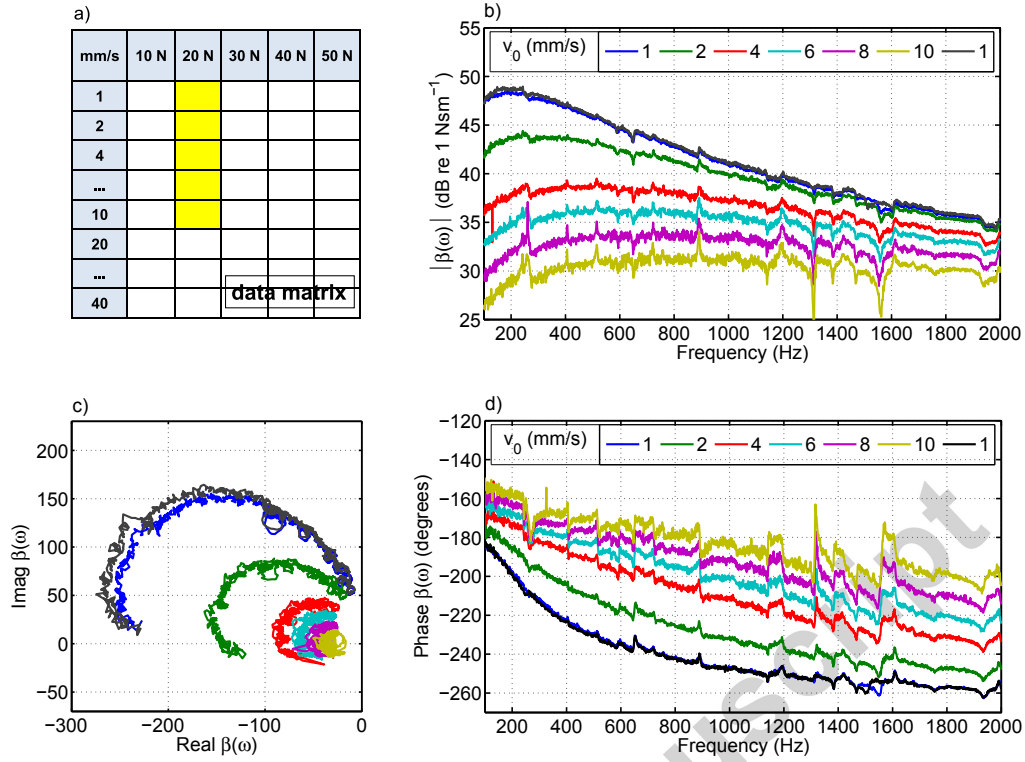 a)
mm/s 10 N 20 N 30 N 40 N 50 N
1
2
4
...
10
20
...
40
data matrix
b)
v0 (mm/s) 1 2 4 6 8 10 1
55
50
45
40
35
30
25
|β(ω)| (dB re 1 Nsm−1)
200 400 600 800 1000 1200 1400 1600 1800 2000
Frequency (Hz)
c)
200
150
100
50
0
−50
Imag β(ω)
−300 −200 −100 0
Real β(ω)
d)
v0 (mm/s) 1 2 4 6 8 10 1
−120
−140
−160
−180
−200
−220
−240
−260
Phase β(ω) (degrees)
200 400 600 800 1000 1200 1400 1600 1800 2000
Frequency (Hz)
uscript